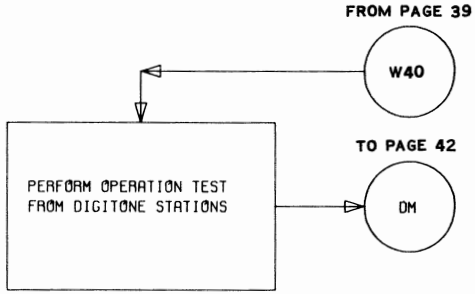 FROM PAGE 39
W40
TO PAGE 42
PERFORM OPERATION TEST
FROM DIGITONE STATIONS
DM